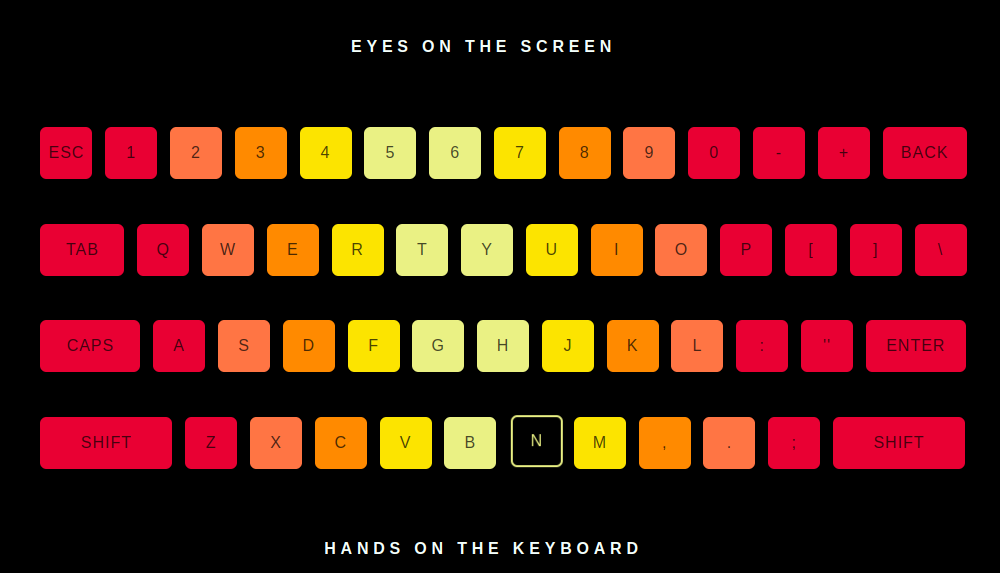 EYES ON THE SCREEN
ESC 1 2 3 4 5 6 7 8 9 0 - + BACK
TAB Q W E R T Y U I O P [ ] \
CAPS A S D F G H J K L : " ENTER
SHIFT Z X C V B N M , . ; SHIFT
HANDS ON THE KEYBOARD